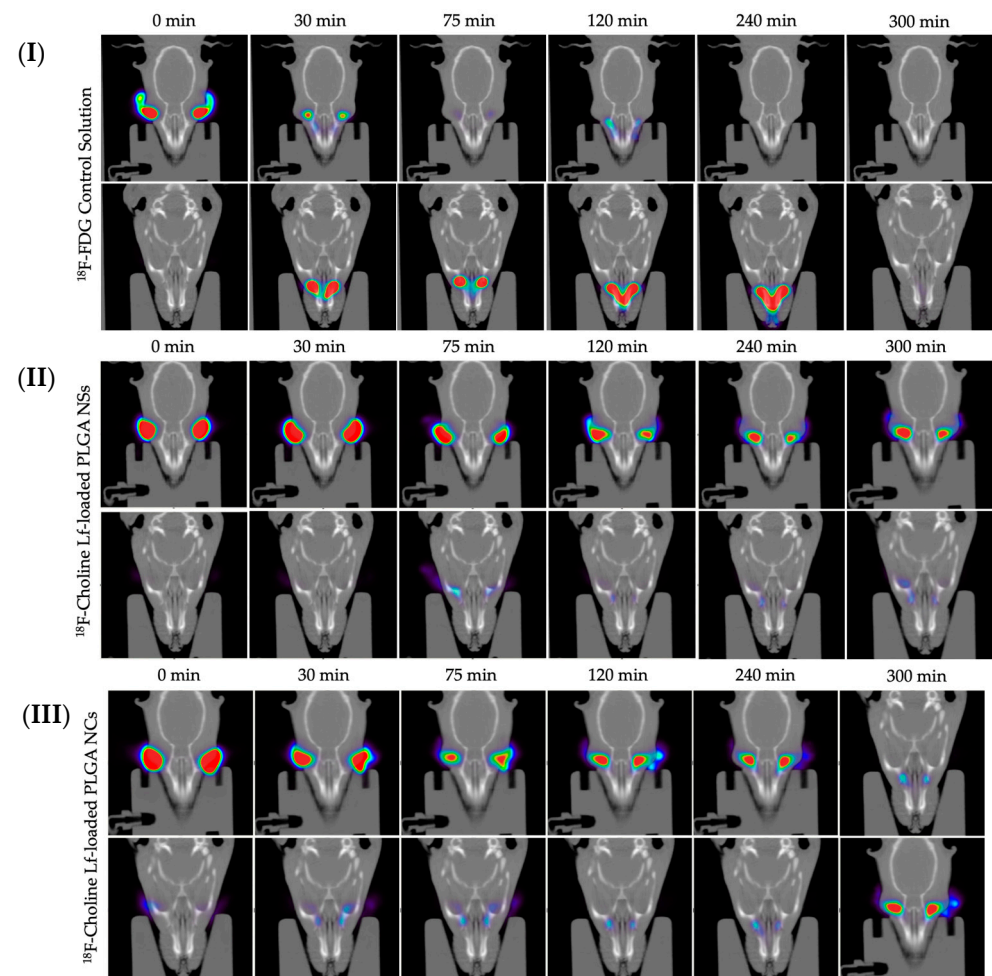 0 min 30 min 75 min 120 min 240 min 300 min
(I)
¹⁸F-FDG Control Solution
0 min 30 min 75 min 120 min 240 min 300 min
(II)
¹⁸F-Choline Lf-loaded PLGA NSs
0 min 30 min 75 min 120 min 240 min 300 min
(III)
¹⁸F-Choline Lf-loaded PLGA NCs